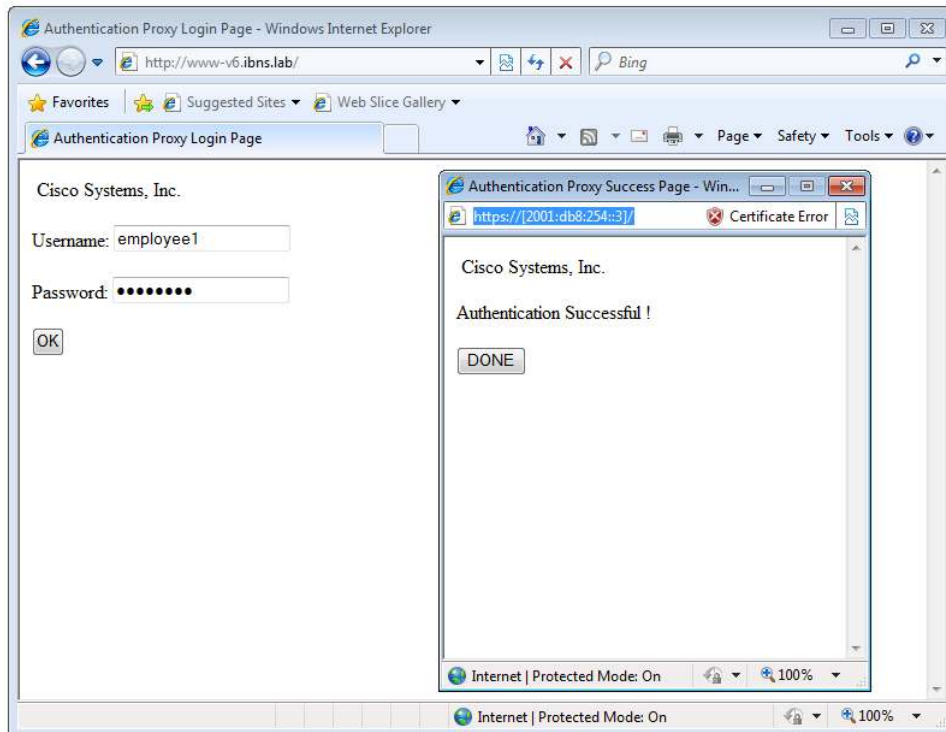 Authentication Proxy Login Page - Windows Internet Explorer
http://www-v6.ibns.lab/
Bing
Favorites Suggested Sites Web Slice Gallery
Authentication Proxy Login Page
Page Safety Tools
Cisco Systems, Inc.
Username: employee1
Password: ••••••••
OK
Authentication Proxy Success Page - Win...
https://[2001:db8:254::3]/ Certificate Error
Cisco Systems, Inc.
Authentication Successful !
DONE
Internet | Protected Mode: On 100%
Internet | Protected Mode: On 100%